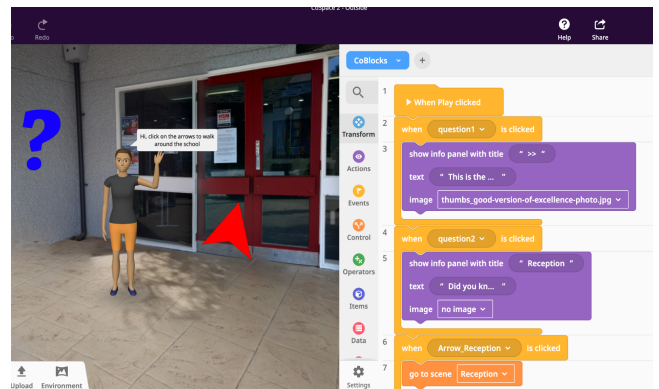 CoSpace 2 - Outside
Redo
Help
Share
CoBlocks
+
1
When Play clicked
2
when question1 is clicked
Transform
3
show info panel with title " >> "
Actions
text " This is the ... "
image thumbs_good-version-of-excellence-photo.jpg
Events
Control
4
when question2 is clicked
5
show info panel with title " Reception "
Operators
text " Did you kn... "
Items
image no image
Data
6
when Arrow_Reception is clicked
7
go to scene Reception
Settings
?
Hi, click on the arrows to walk
around the school
Upload
Environment